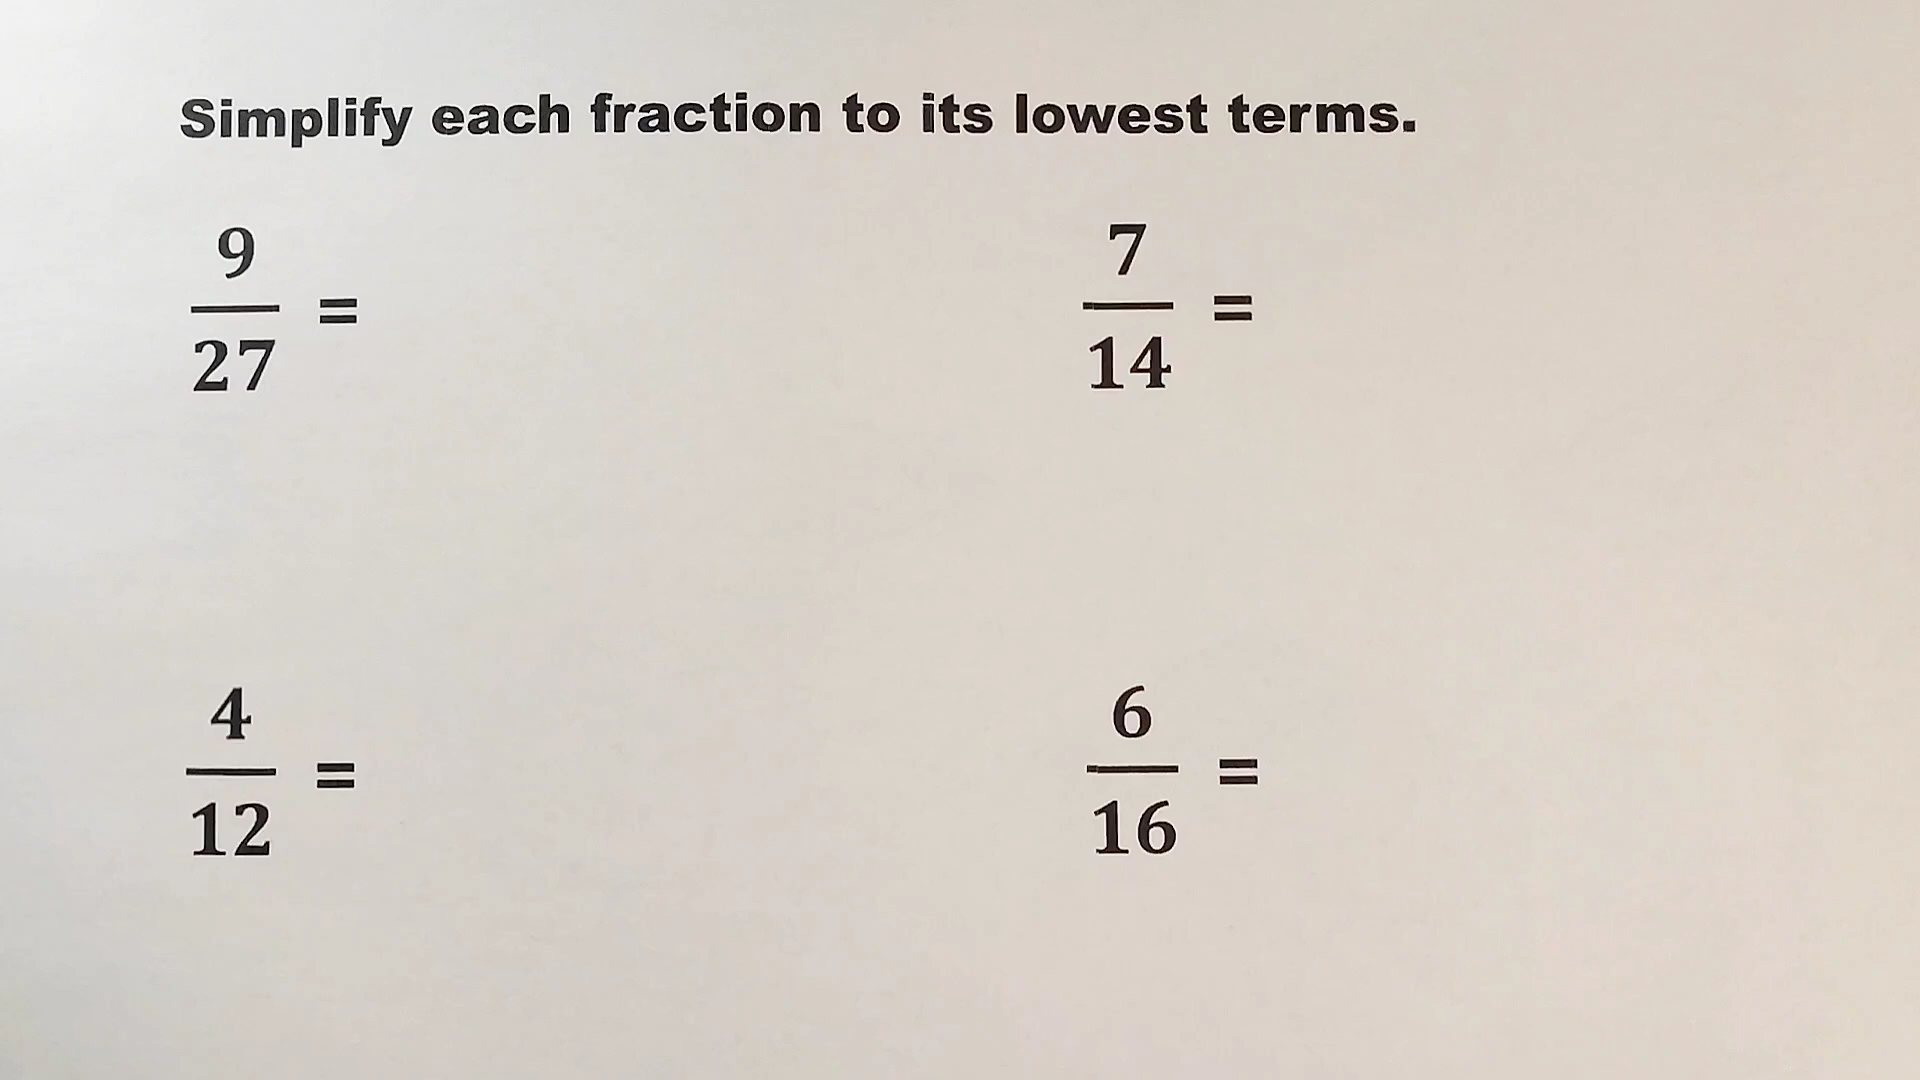 Simplify each fraction to its lowest terms.
9/27 =
7/14 =
4/12 =
6/16 =